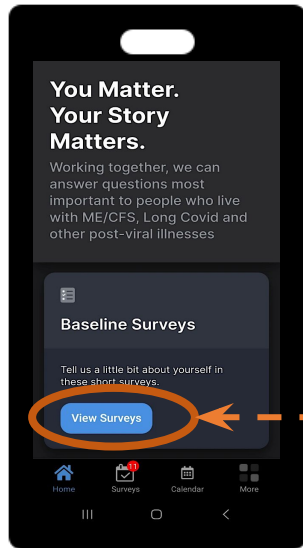 You Matter.
Your Story
Matters.
Working together, we can
answer questions most
important to people who live
with ME/CFS, Long Covid and
other post-viral illnesses
Baseline Surveys
Tell us a little bit about yourself in
these short surveys.
View Surveys
11
Home Surveys Calendar More